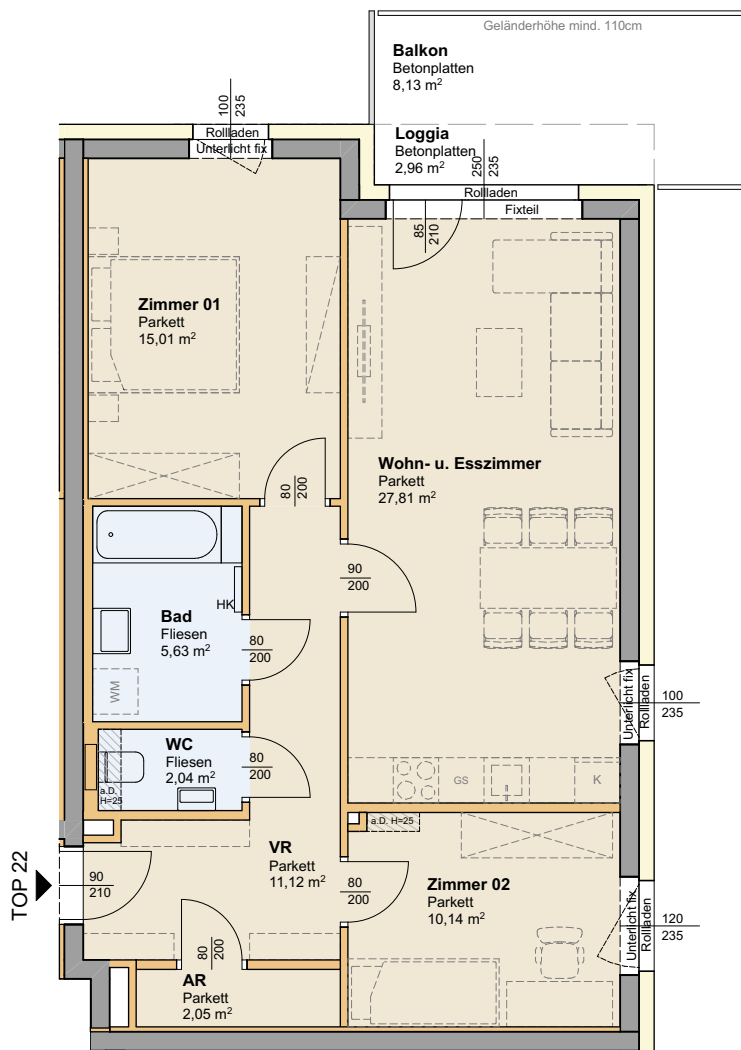 Geländerhöhe mind. 110cm
Balkon
Betonplatten
8,13 m²
100
235
Rollladen
Unterlicht fix
Loggia
Betonplatten
2,96 m²
250
235
Rollladen
Fixteil
85
210
Zimmer 01
Parkett
15,01 m²
Wohn- u. Esszimmer
Parkett
27,81 m²
80
200
90
200
HK
Bad
Fliesen
5,63 m²
80
200
WM
Unterlicht fix
Rollladen
100
235
WC
Fliesen
2,04 m²
80
200
a.D.
H=25
GS
K
a.D. H=25
VR
Parkett
11,12 m²
TOP 22
90
210
80
200
Zimmer 02
Parkett
10,14 m²
Unterlicht fix
Rollladen
120
235
80
200
AR
Parkett
2,05 m²